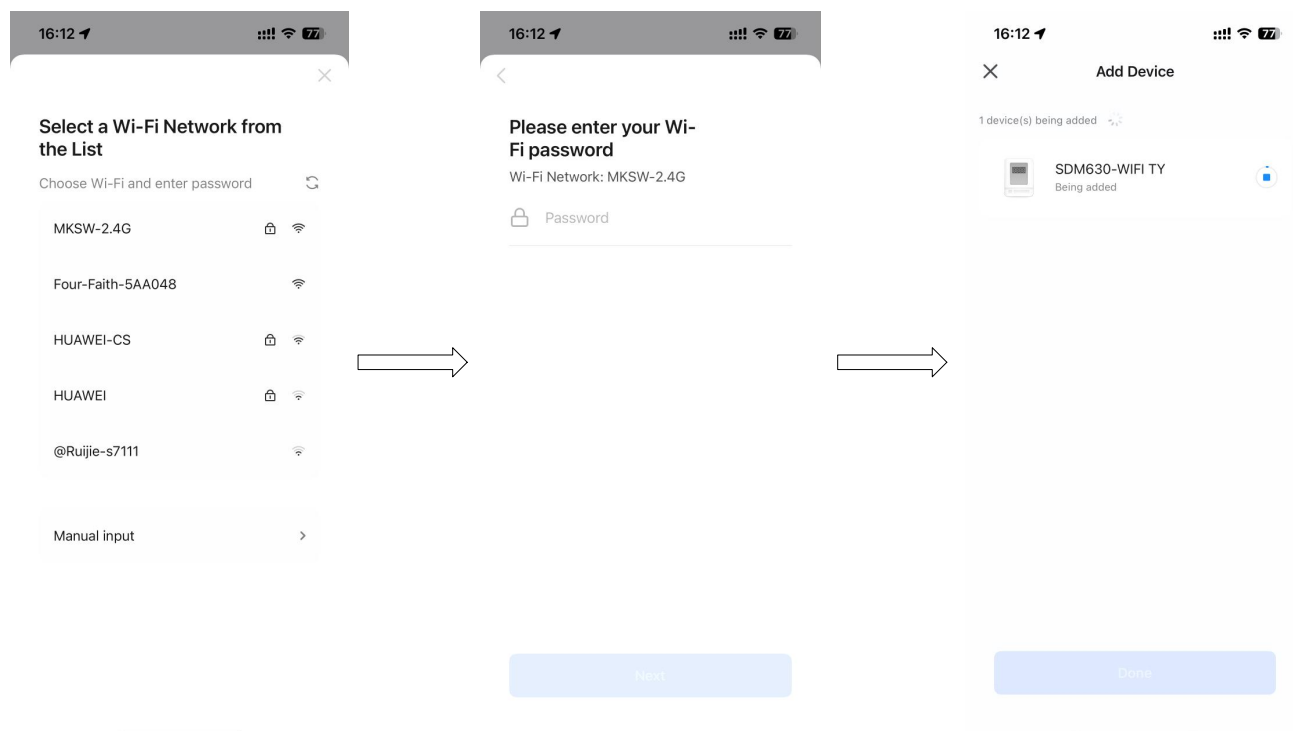 16:12
77
Select a Wi-Fi Network from
the List
Choose Wi-Fi and enter password
MKSW-2.4G
Four-Faith-5AA048
HUAWEI-CS
HUAWEI
@Ruijie-s7111
Manual input
16:12
77
Please enter your Wi-
Fi password
Wi-Fi Network: MKSW-2.4G
Password
Next
16:12
77
Add Device
1 device(s) being added
SDM630-WIFI TY
Being added
Done